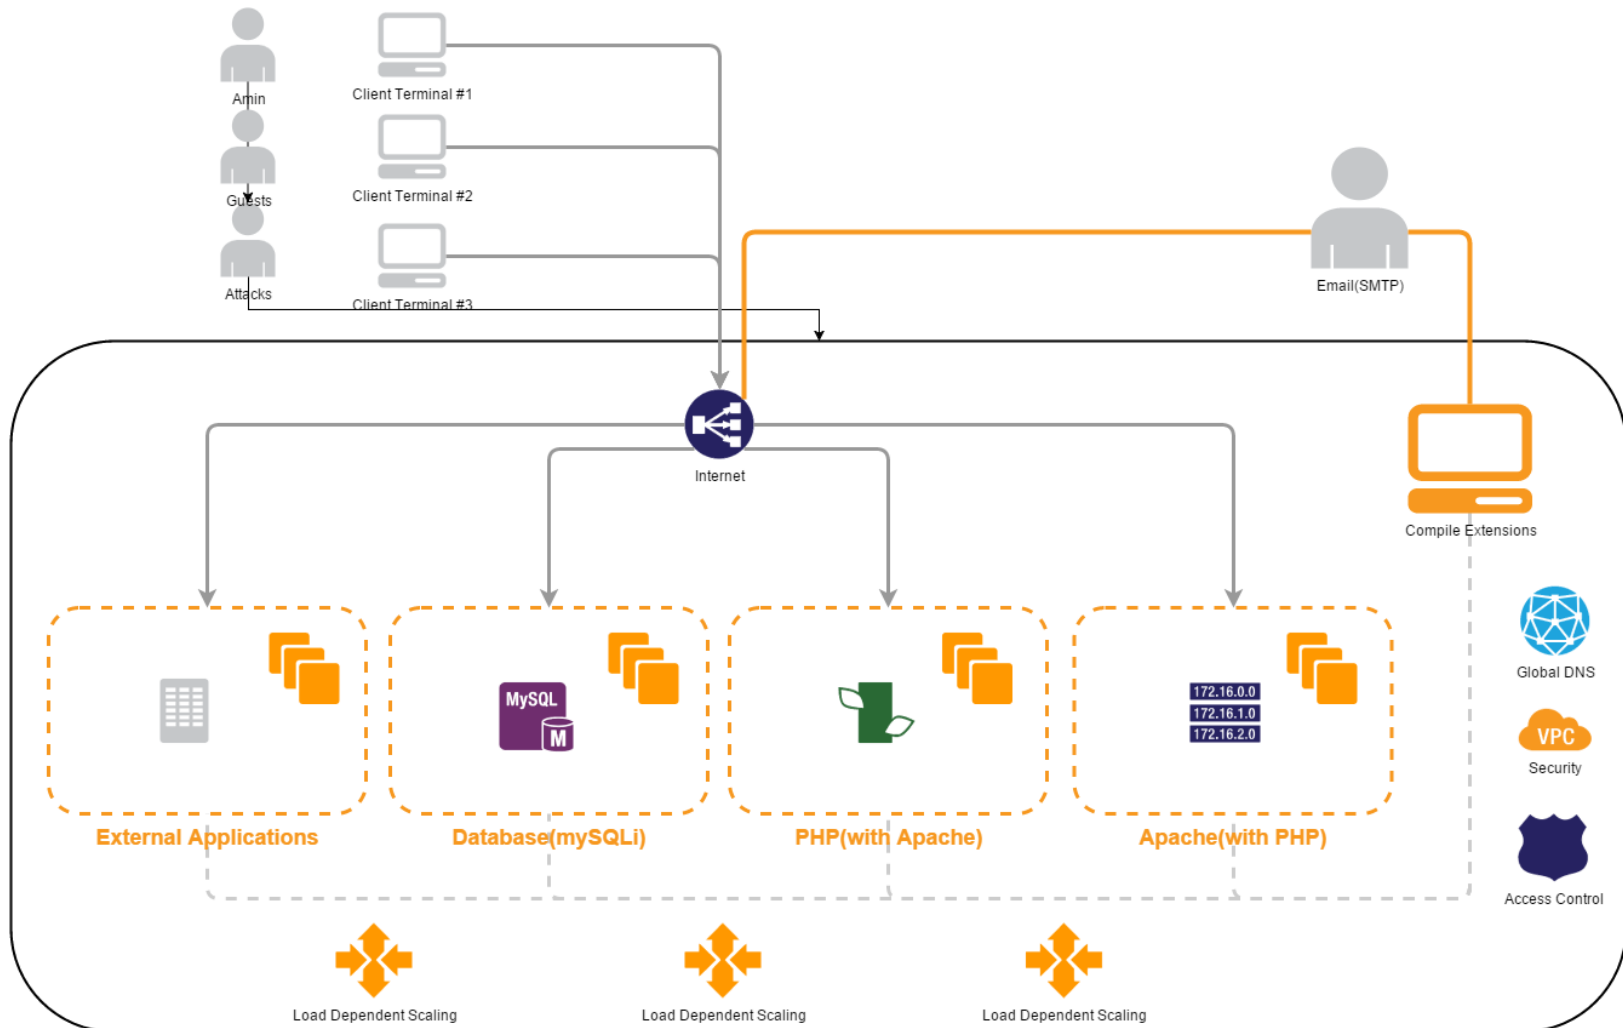 Amin
Client Terminal #1
Guests
Client Terminal #2
Attacks
Client Terminal #3
Email(SMTP)
Internet
Compile Extensions
Global DNS
MySQL
M
172.16.0.0
172.16.1.0
172.16.2.0
VPC
Security
External Applications
Database(mySQLi)
PHP(with Apache)
Apache(with PHP)
Access Control
Load Dependent Scaling
Load Dependent Scaling
Load Dependent Scaling